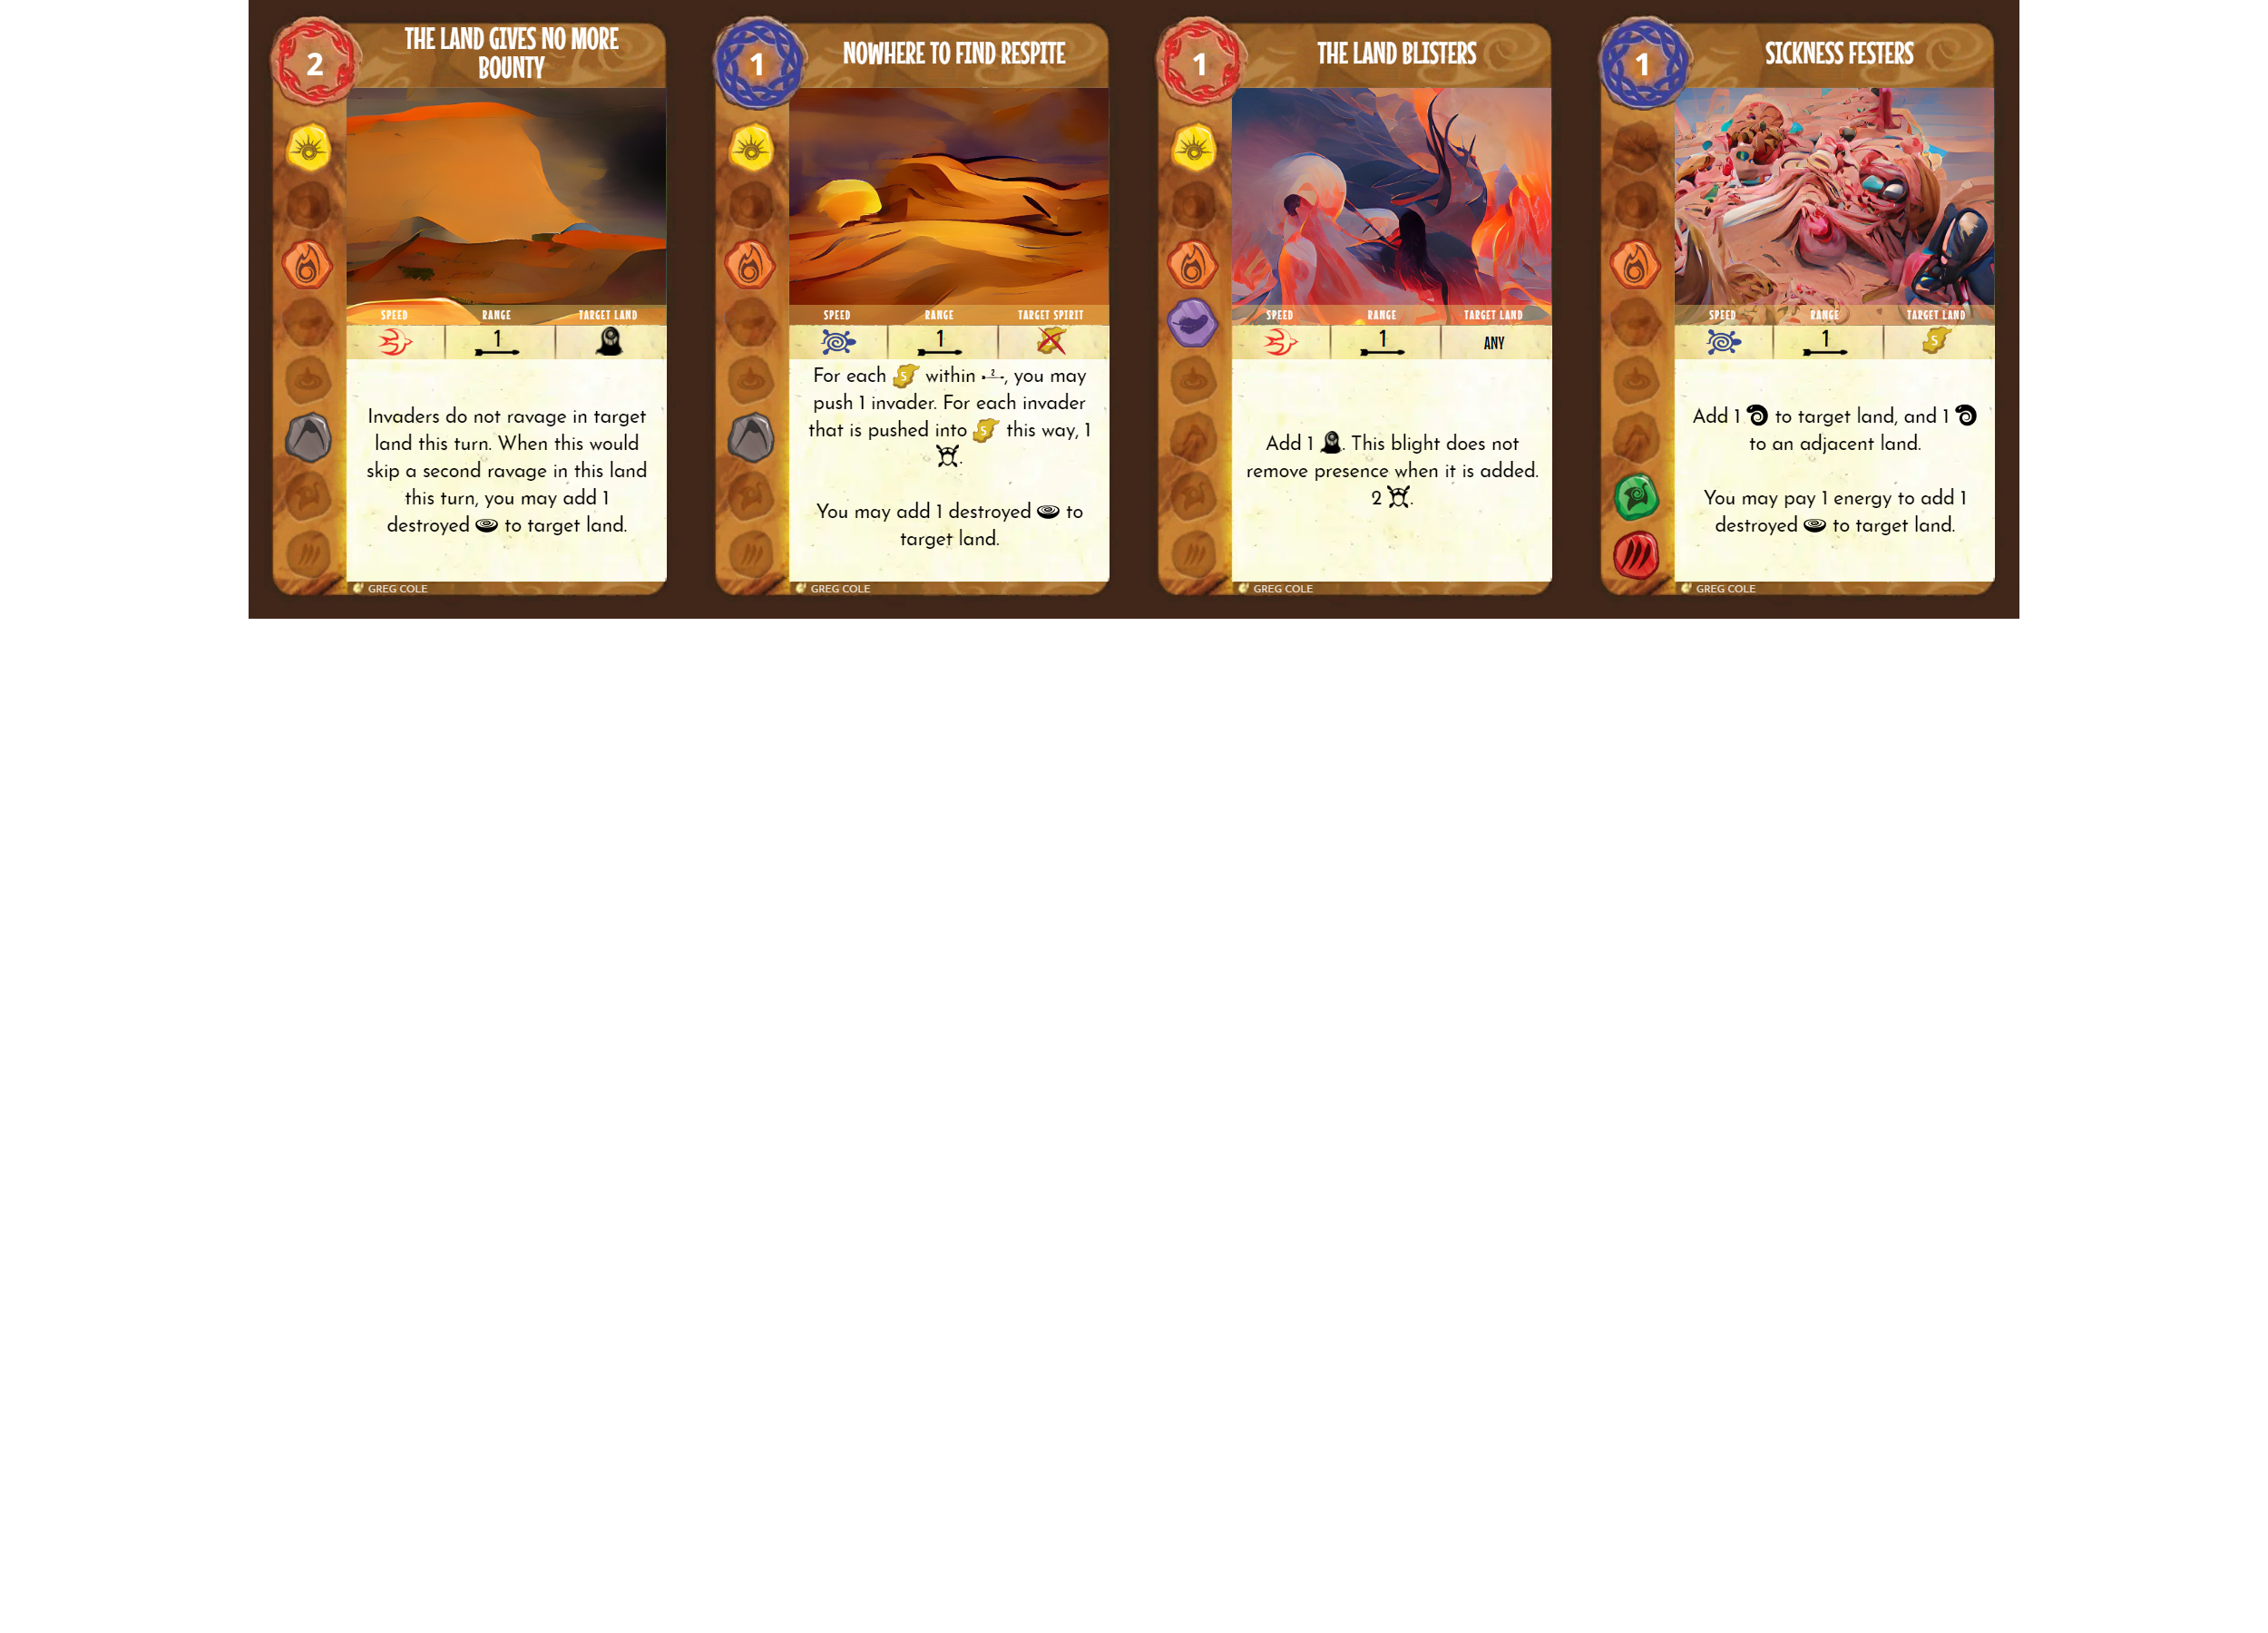 2
THE LAND GIVES NO MORE
BOUNTY
SPEED RANGE TARGET LAND
1
Invaders do not ravage in target
land this turn. When this would
skip a second ravage in this land
this turn, you may add 1
destroyed to target land.
GREG COLE
1
NOWHERE TO FIND RESPITE
SPEED RANGE TARGET SPIRIT
1
S
For each S within 2, you may
push 1 invader. For each invader
that is pushed into S this way, 1
.
You may add 1 destroyed to
target land.
GREG COLE
1
THE LAND BLISTERS
SPEED RANGE TARGET LAND
1 ANY
Add 1 . This blight does not
remove presence when it is added.
2 .
GREG COLE
1
SICKNESS FESTERS
SPEED RANGE TARGET LAND
1 S
Add 1 to target land, and 1
to an adjacent land.
You may pay 1 energy to add 1
destroyed to target land.
GREG COLE